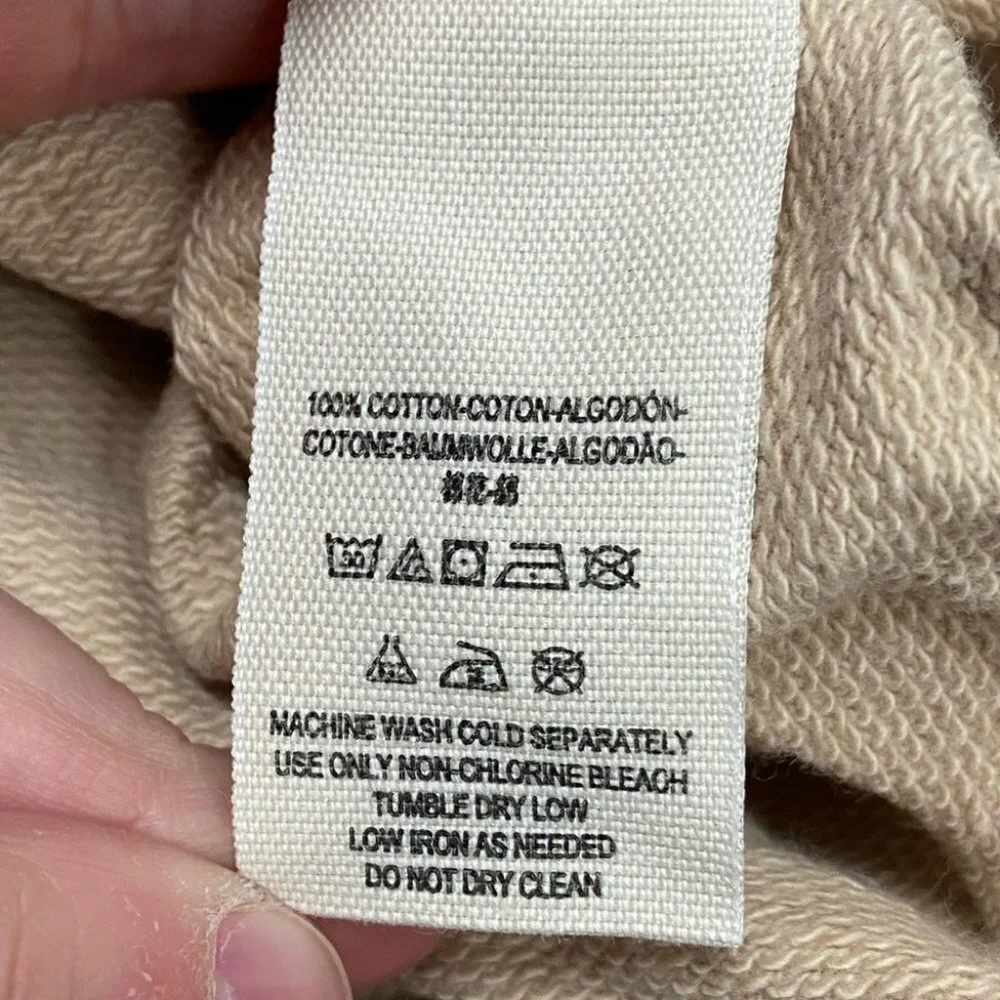 100% COTTON-COTON-ALGODÓN-
COTONE-BAUMWOLLE-ALGODÃO-
30
MACHINE WASH COLD SEPARATELY
USE ONLY NON-CHLORINE BLEACH
TUMBLE DRY LOW
LOW IRON AS NEEDED
DO NOT DRY CLEAN